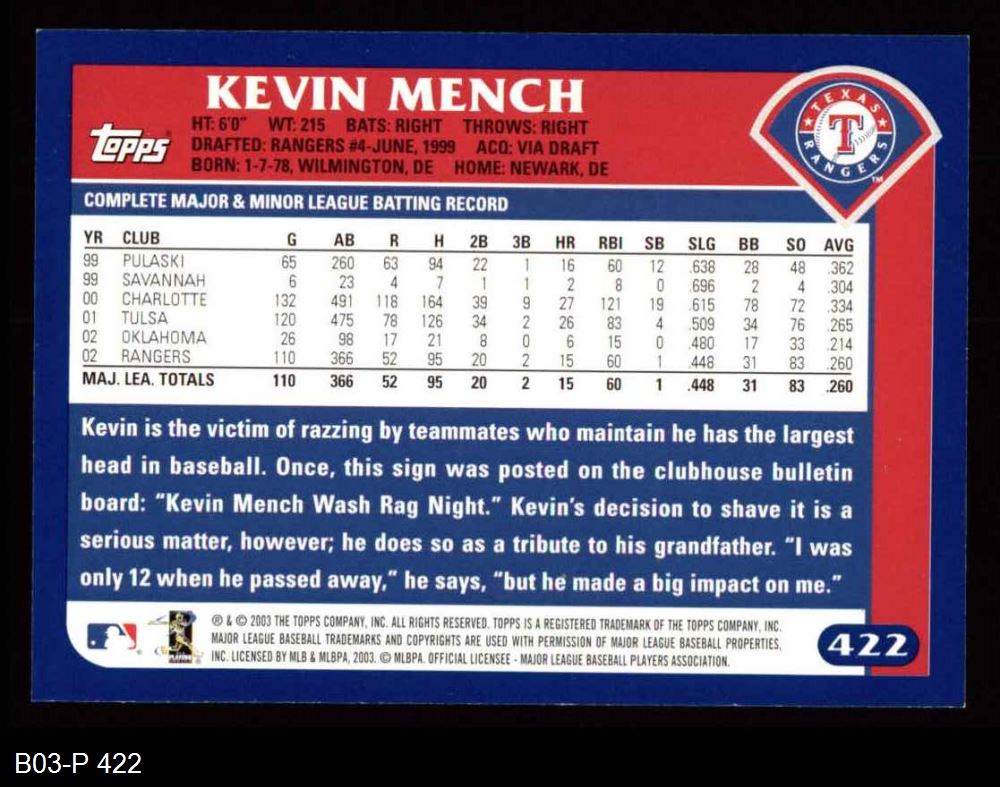 KEVIN MENCH
Topps
HT: 6'0" WT: 215 BATS: RIGHT THROWS: RIGHT
DRAFTED: RANGERS #4-JUNE, 1999 ACQ: VIA DRAFT
BORN: 1-7-78, WILMINGTON, DE HOME: NEWARK, DE
TEXAS
T
RANGERS
TM
COMPLETE MAJOR & MINOR LEAGUE BATTING RECORD
YR CLUB G AB R H 2B 3B HR RBI SB SLG BB SO AVG
99 PULASKI 65 260 63 94 22 1 16 60 12 .638 28 48 .362
99 SAVANNAH 6 23 4 7 1 1 2 8 0 .696 2 4 .304
00 CHARLOTTE 132 491 118 164 39 9 27 121 19 .615 78 72 .334
01 TULSA 120 475 78 126 34 2 26 83 4 .509 34 76 .265
02 OKLAHOMA 26 98 17 21 8 0 6 15 0 .480 17 33 .214
02 RANGERS 110 366 52 95 20 2 15 60 1 .448 31 83 .260
MAJ. LEA. TOTALS 110 366 52 95 20 2 15 60 1 .448 31 83 .260
Kevin is the victim of razzing by teammates who maintain he has the largest
head in baseball. Once, this sign was posted on the clubhouse bulletin
board: "Kevin Mench Wash Rag Night." Kevin's decision to shave it is a
serious matter, however; he does so as a tribute to his grandfather. "I was
only 12 when he passed away," he says, "but he made a big impact on me."
® & © 2003 THE TOPPS COMPANY, INC. ALL RIGHTS RESERVED. TOPPS IS A REGISTERED TRADEMARK OF THE TOPPS COMPANY, INC.
MAJOR LEAGUE BASEBALL TRADEMARKS AND COPYRIGHTS ARE USED WITH PERMISSION OF MAJOR LEAGUE BASEBALL PROPERTIES,
INC. LICENSED BY MLB & MLBPA, 2003. © MLBPA. OFFICIAL LICENSEE - MAJOR LEAGUE BASEBALL PLAYERS ASSOCIATION.
422
B03-P 422